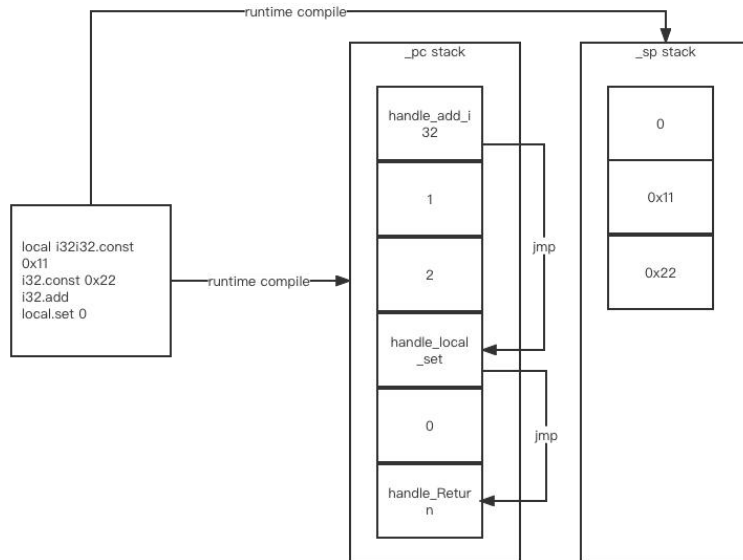 runtime compile
_pc stack
_sp stack
handle_add_i
32
0
1
0x11
local i32i32.const
0x11
i32.const 0x22
i32.add
local.set 0
runtime compile
2
jmp
0x22
handle_local
_set
0
jmp
handle_Retur
n